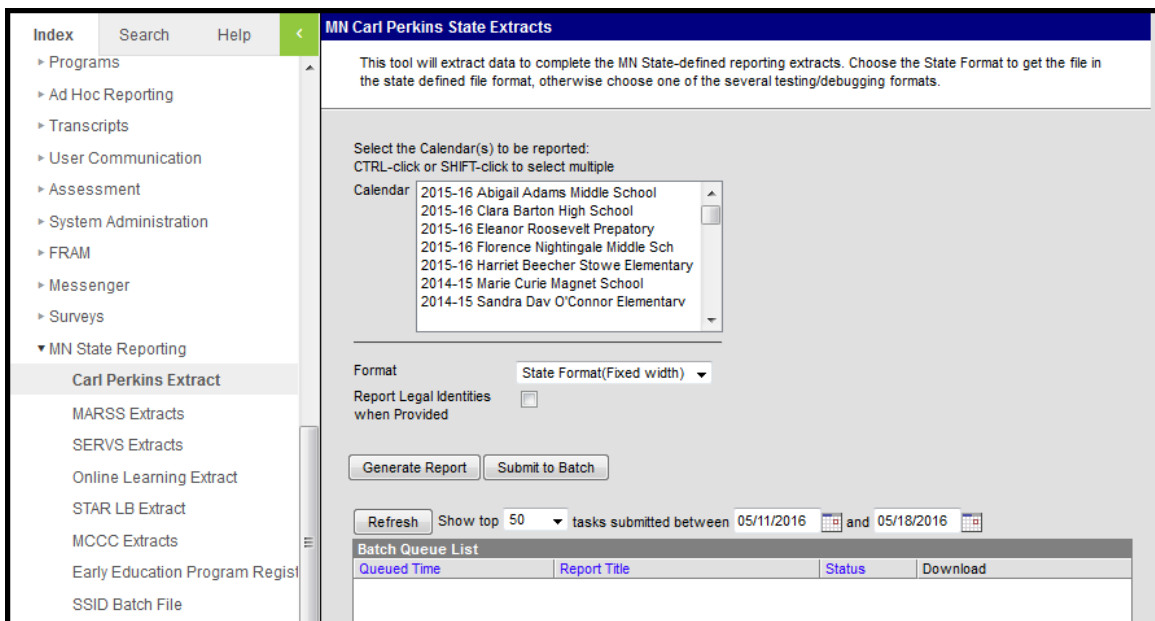 Index Search Help <
Programs
Ad Hoc Reporting
Transcripts
User Communication
Assessment
System Administration
FRAM
Messenger
Surveys
MN State Reporting
Carl Perkins Extract
MARSS Extracts
SERVS Extracts
Online Learning Extract
STAR LB Extract
MCCC Extracts
Early Education Program Regist
SSID Batch File
MN Carl Perkins State Extracts
This tool will extract data to complete the MN State-defined reporting extracts. Choose the State Format to get the file in
the state defined file format, otherwise choose one of the several testing/debugging formats.
Select the Calendar(s) to be reported:
CTRL-click or SHIFT-click to select multiple
Calendar 2015-16 Abigail Adams Middle School
2015-16 Clara Barton High School
2015-16 Eleanor Roosevelt Prepatory
2015-16 Florence Nightingale Middle Sch
2015-16 Harriet Beecher Stowe Elementary
2014-15 Marie Curie Magnet School
2014-15 Sandra Day O'Connor Elementary
Format State Format(Fixed width)
Report Legal Identities
when Provided
Generate Report Submit to Batch
Refresh Show top 50 tasks submitted between 05/11/2016 and 05/18/2016
Batch Queue List
Queued Time Report Title Status Download